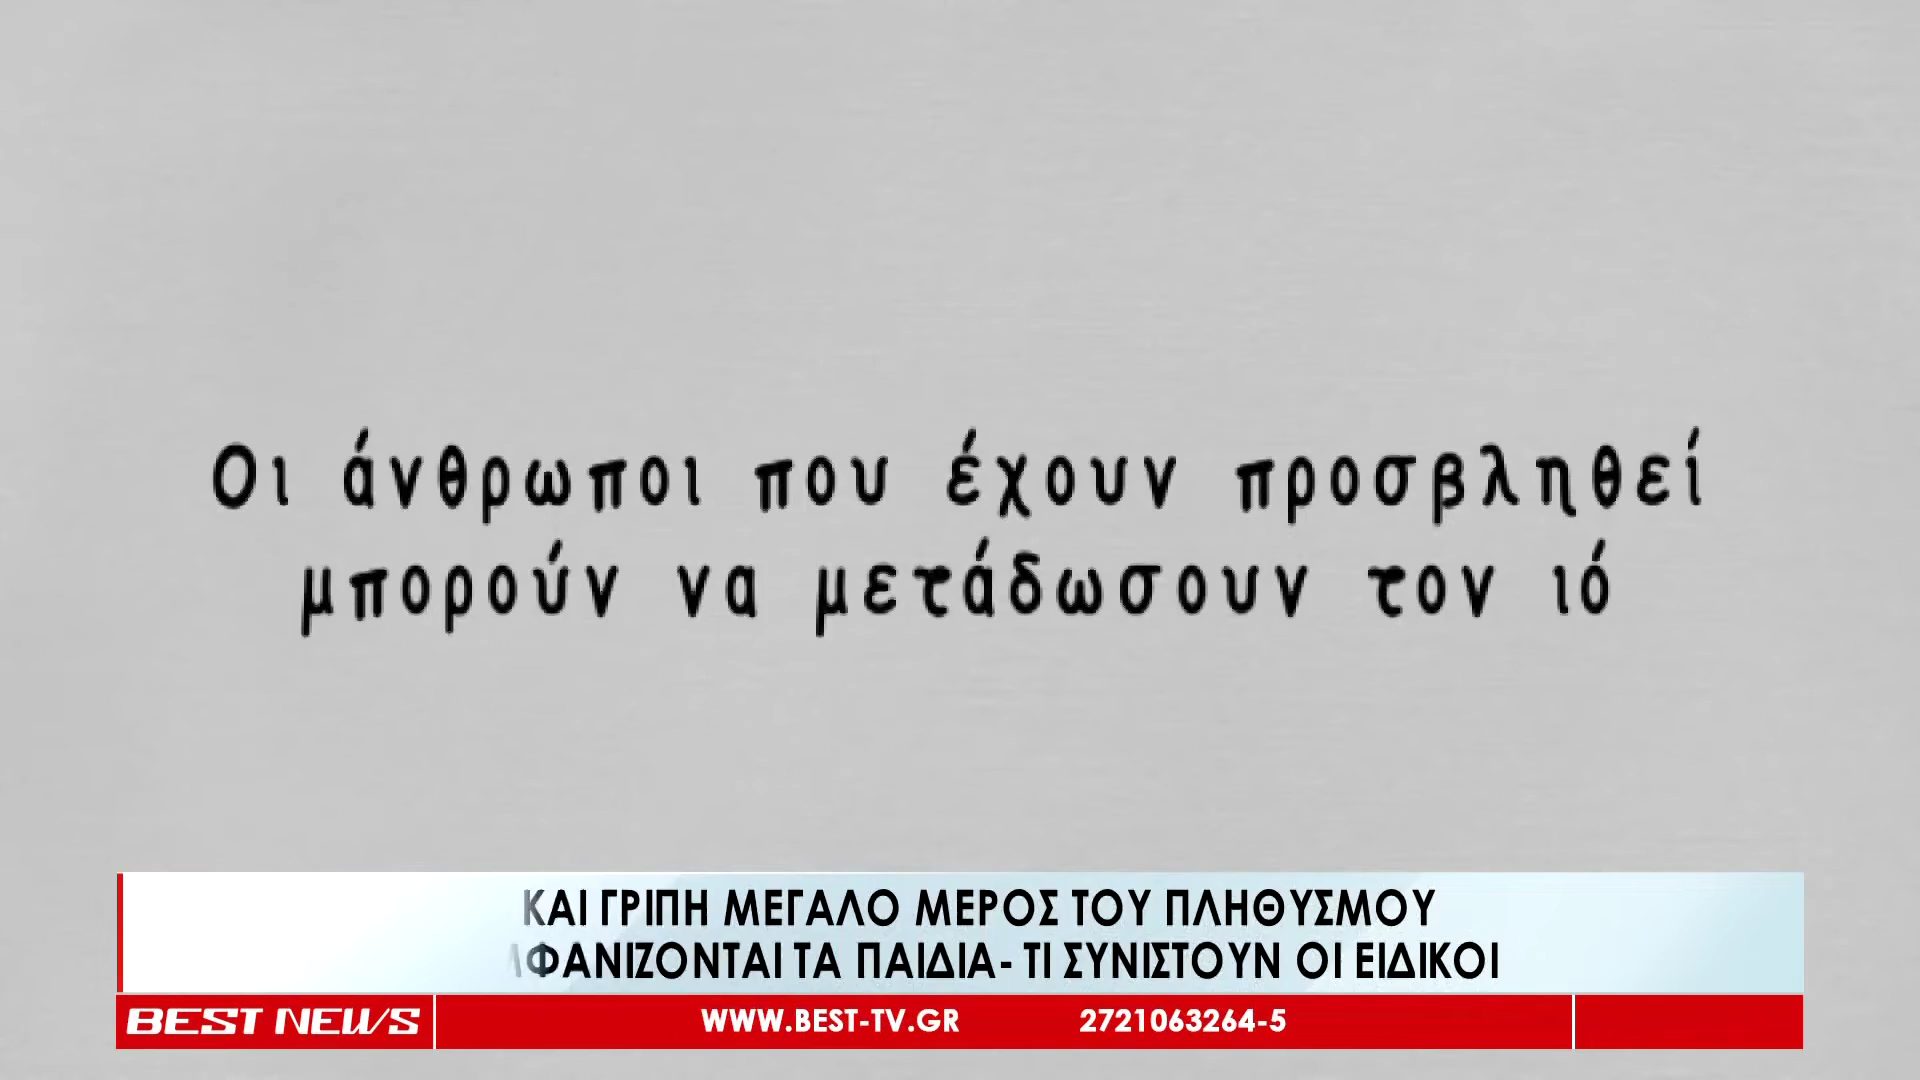 Οι άνθρωποι που έχουν προσβληθεί
μπορούν να μετάδωσουν τον ιό
ΚΑΙ ΓΡΙΠΗ ΜΕΓΑΛΟ ΜΕΡΟΣ ΤΟΥ ΠΛΗΘΥΣΜΟΥ
ΦΑΝΙΖΟΝΤΑΙ ΤΑ ΠΑΙΔΙΑ- ΤΙ ΣΥΝΙΣΤΟΥΝ ΟΙ ΕΙΔΙΚΟΙ
BEST NEWS
WWW.BEST-TV.GR 2721063264-5